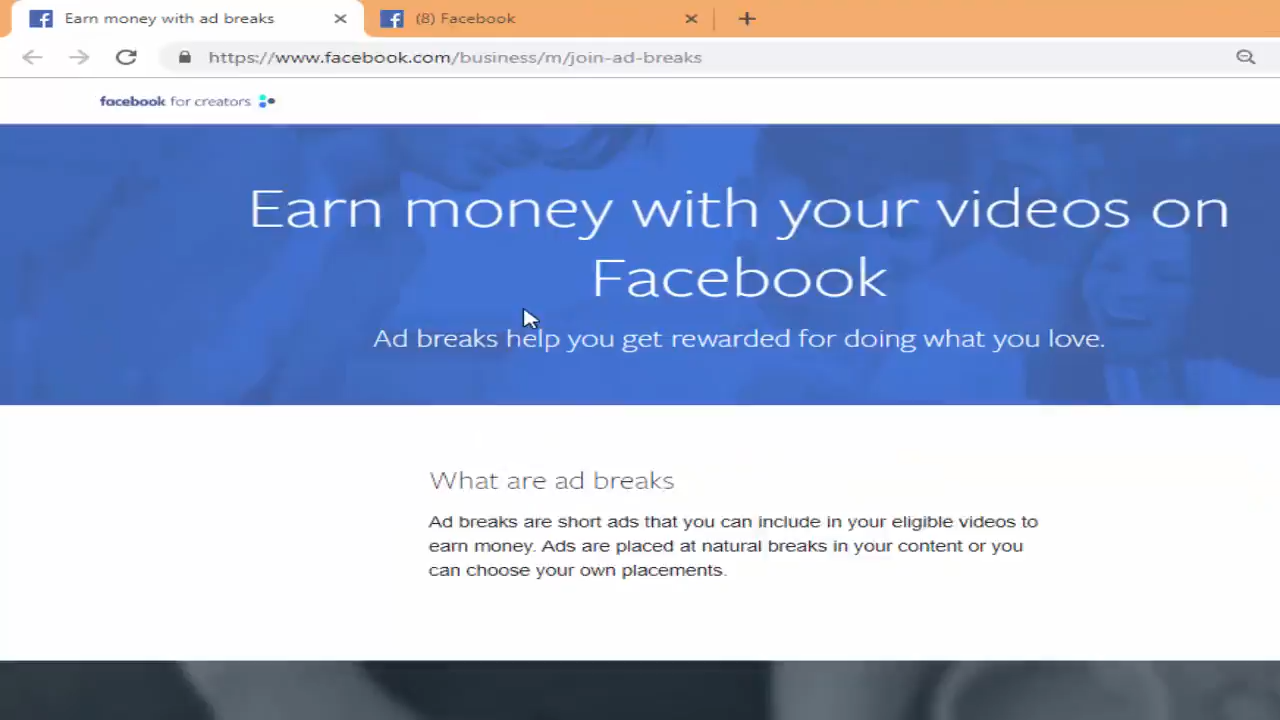 Earn money with ad breaks
(8) Facebook
https://www.facebook.com/business/m/join-ad-breaks
facebook for creators
Earn money with your videos on
Facebook
Ad breaks help you get rewarded for doing what you love.
What are ad breaks
Ad breaks are short ads that you can include in your eligible videos to
earn money. Ads are placed at natural breaks in your content or you
can choose your own placements.